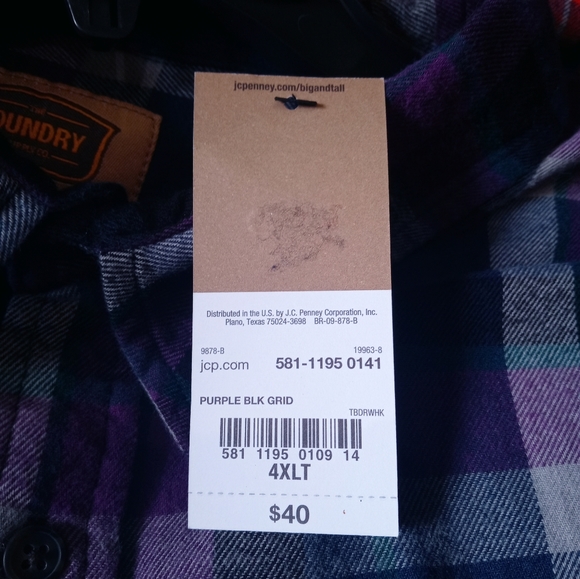 jcpenney.com/bigandtall
THE
OUNDRY
Distributed in the U.S. by J.C. Penney Corporation, Inc.
Plano, Texas 75024-3698 BR-09-878-B
9878-B 19963-8
jcp.com 581-1195 0141
PURPLE BLK GRID
TBDRWHK
581 1195 0109 14
4XLT
$40